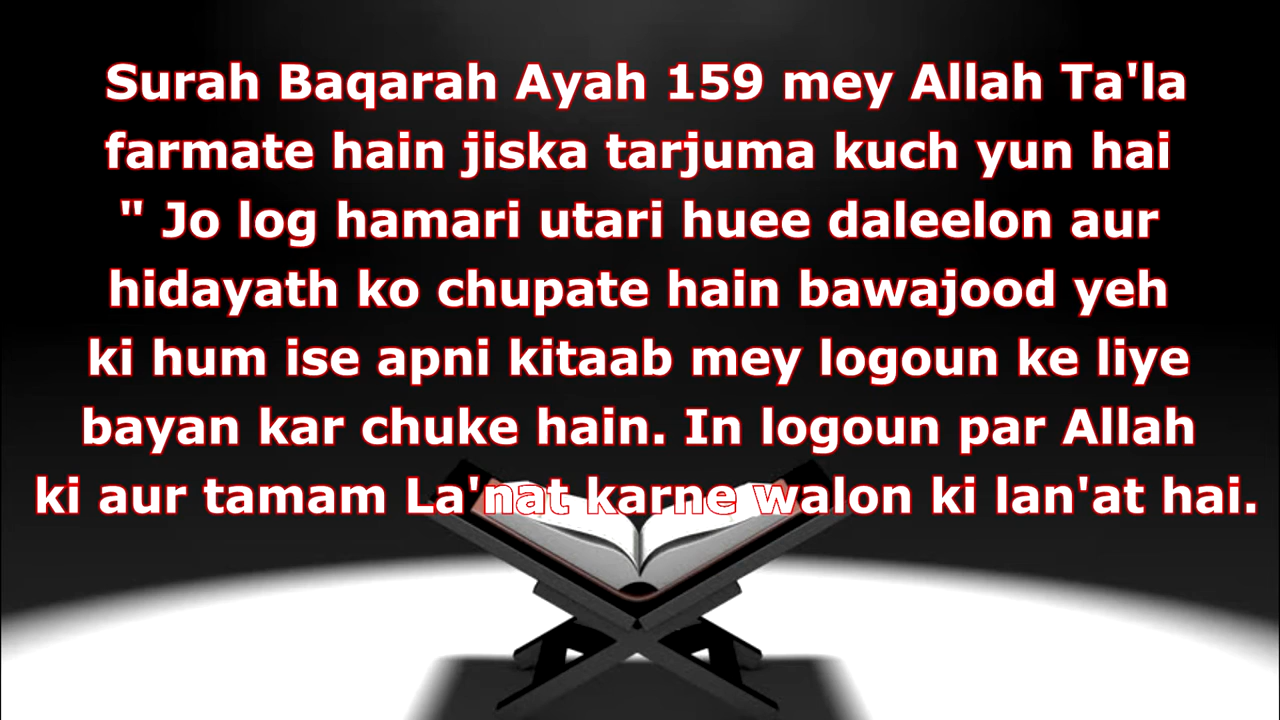 Surah Baqarah Ayah 159 mey Allah Ta'la
farmate hain jiska tarjuma kuch yun hai
" Jo log hamari utari huee daleelon aur
hidayath ko chupate hain bawajood yeh
ki hum ise apni kitaab mey logoun ke liye
bayan kar chuke hain. In logoun par Allah
ki aur tamam La'nat karne walon ki lan'at hai.